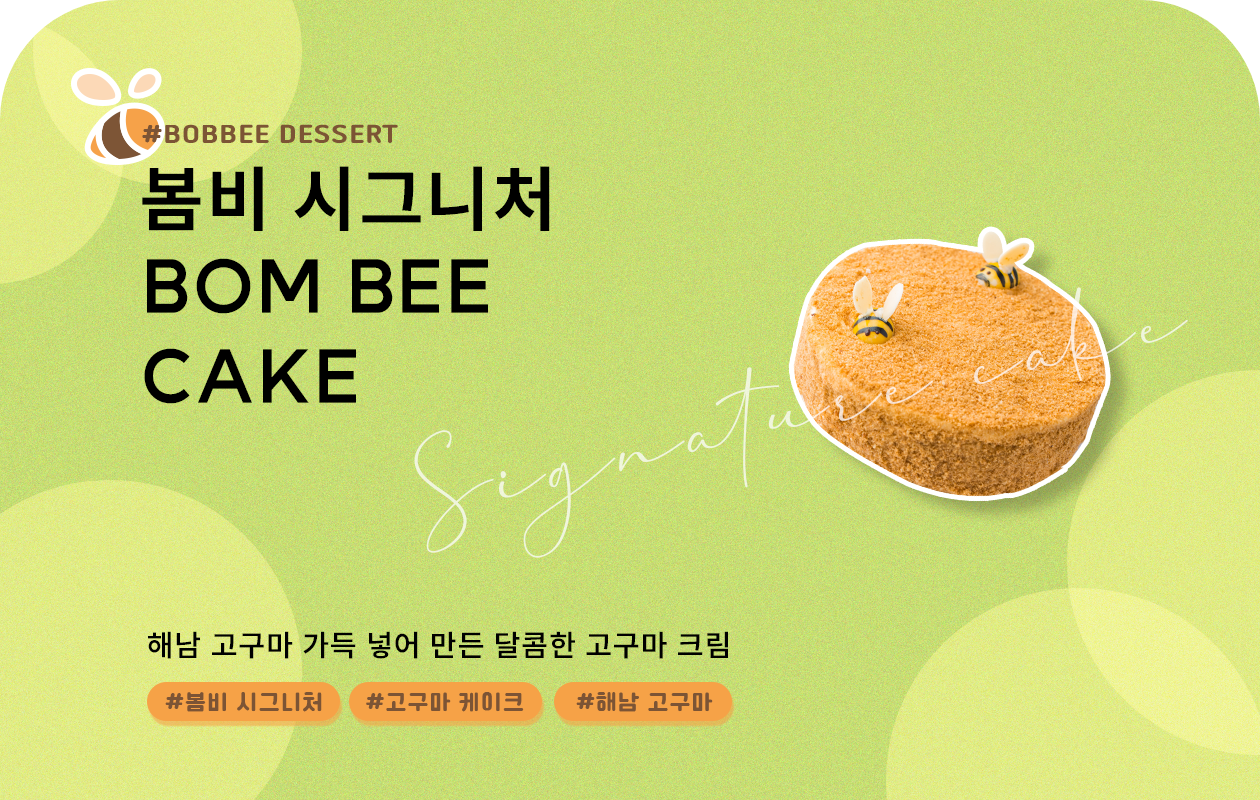 #BOBBEE DESSERT
봄비 시그니처
BOM BEE
CAKE
Signature cake
해남 고구마 가득 넣어 만든 달콤한 고구마 크림
#봄비 시그니처 #고구마 케이크 #해남 고구마